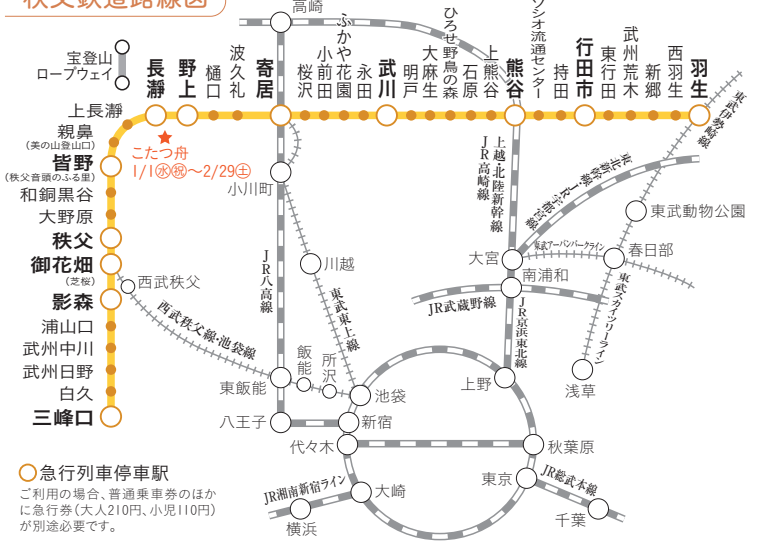 秩父鉄道路線図
高崎
宝登山
ロープウェイ
長瀞
野上
樋口
波久礼
寄居
桜沢
小前田
ふかや花園
永田
武川
明戸
大麻生
ひろせ野鳥の森
石原
上熊谷
熊谷
ソシオ流通センター
持田
行田市
東行田
武州荒木
新郷
西羽生
羽生
上長瀞
親鼻
(美の山登山口)
皆野
(秩父音頭のふる里)
和銅黒谷
大野原
秩父
御花畑
(芝桜)
影森
浦山口
武州中川
武州日野
白久
三峰口
こたつ舟
1/1㊌㊗〜2/29㊏
小川町
西武秩父
西武秩父線・池袋線
JR八高線
川越
東武東上線
上越・北陸新幹線
JR高崎線
東北新幹線
JR宇都宮線
東武伊勢崎線
東武動物公園
大宮
東武アーバンパークライン
春日部
南浦和
JR武蔵野線
JR京浜東北線
東武スカイツリーライン
浅草
上野
東飯能
飯能
所沢
池袋
八王子
新宿
代々木
秋葉原
東京
JR総武本線
千葉
JR湘南新宿ライン
大崎
横浜
急行列車停車駅
ご利用の場合、普通乗車券のほか
に急行券(大人210円、小児110円)
が別途必要です。